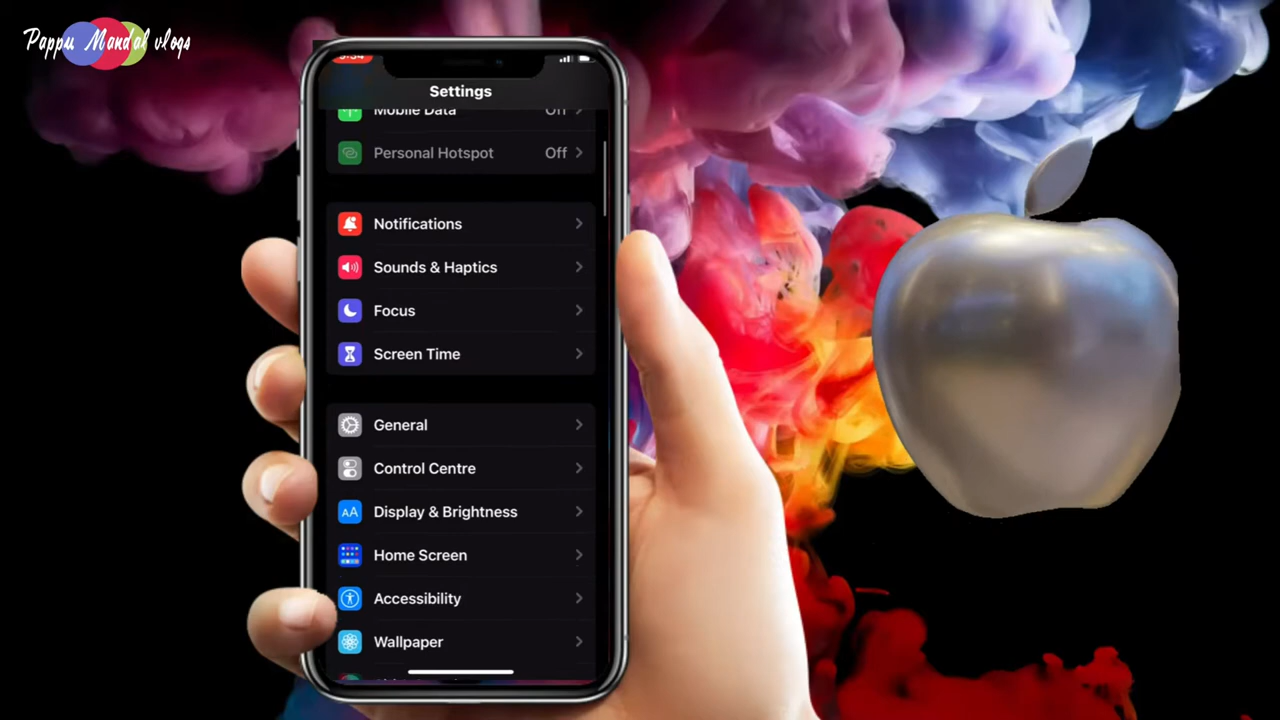 Pappu Mandal vlogs
Settings
Mobile Data Off
Personal Hotspot Off
Notifications
Sounds & Haptics
Focus
Screen Time
General
Control Centre
Display & Brightness
Home Screen
AA
Accessibility
Wallpaper